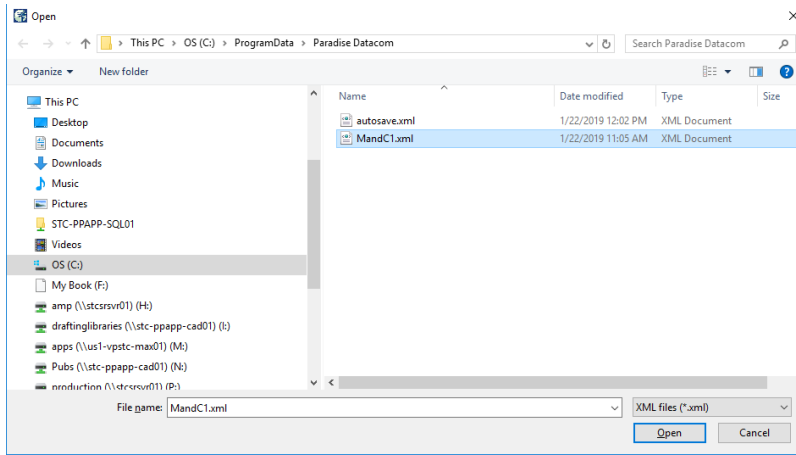 Open
This PC > OS (C:) > ProgramData > Paradise Datacom
Search Paradise Datacom
Organize
New folder
This PC
Desktop
Documents
Downloads
Music
Pictures
STC-PPAPP-SQL01
Videos
OS (C:)
My Book (F:)
amp (\\stcsrsvr01) (H:)
draftinglibraries (\\stc-ppapp-cad01) (I:)
apps (\\us1-vpstc-max01) (M:)
Pubs (\\stc-ppapp-cad01) (N:)
production (\\stcsrsvr01) (P:)
Name Date modified Type Size
autosave.xml 1/22/2019 12:02 PM XML Document
MandC1.xml 1/22/2019 11:05 AM XML Document
File name: MandC1.xml
XML files (*.xml)
Open Cancel